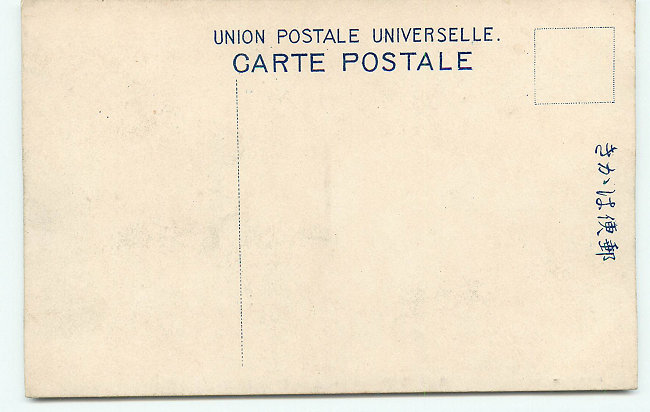 UNION POSTALE UNIVERSELLE.
CARTE POSTALE
きかは便郵